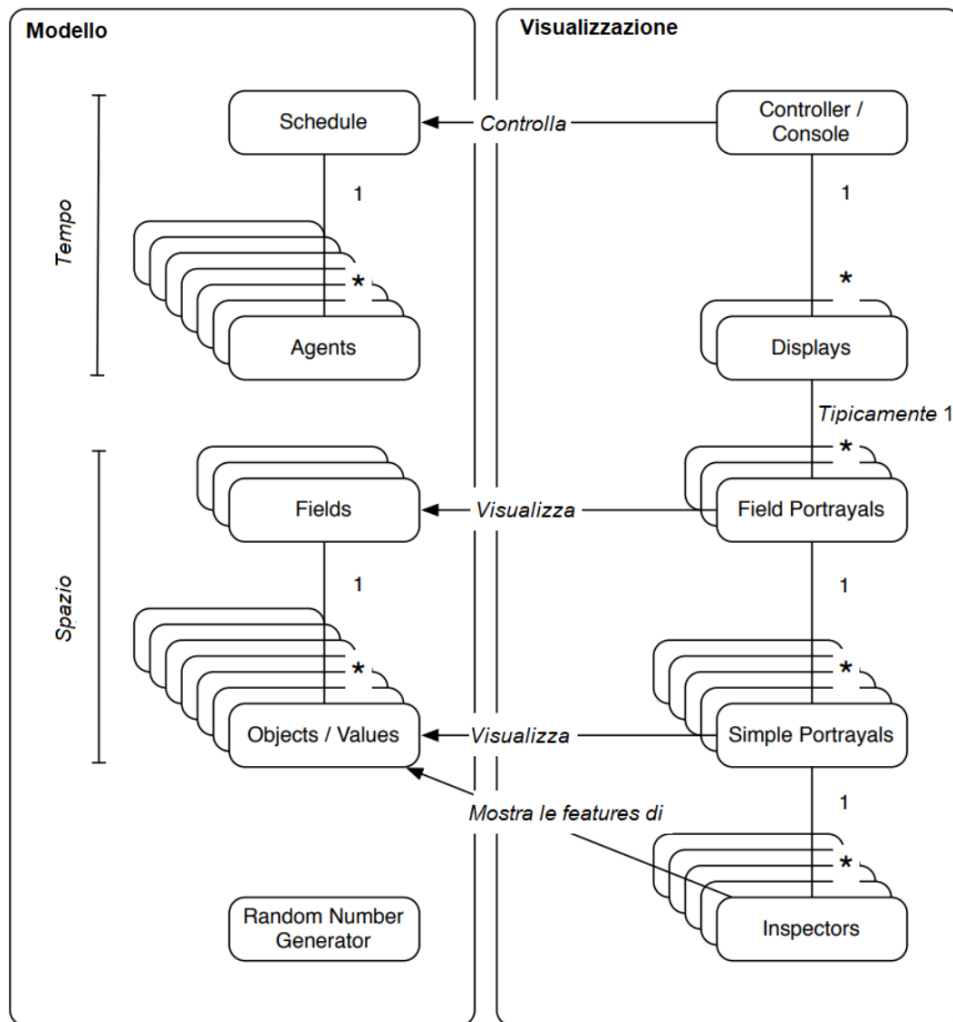 Modello
Visualizzazione
Schedule
Controlla
Controller /
Console
Tempo
1
1
*
*
Agents
Displays
Tipicamente 1
*
Fields
Visualizza
Field Portrayals
Spazio
1
1
*
*
Objects / Values
Visualizza
Simple Portrayals
Mostra le features di
1
*
Random Number
Generator
Inspectors